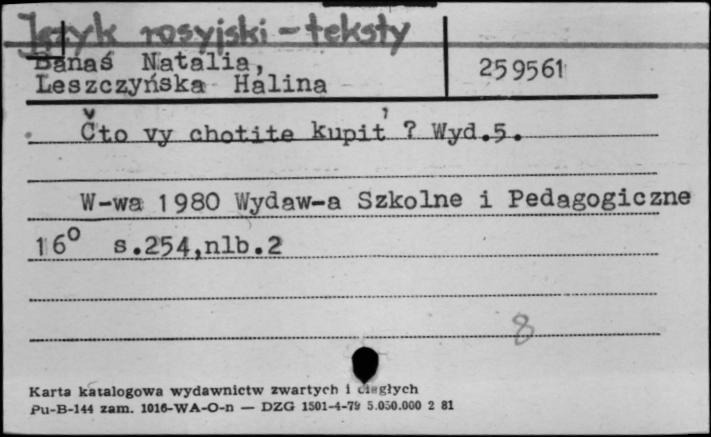 Język rosyjski - teksty
Banaś Natalia,
Leszczyńska Halina
259561
Čto vy chotite kupit' ? Wyd.5.
W-wa 1980 Wydaw-a Szkolne i Pedagogiczne
16° s.254,nlb.2
8
Karta katalogowa wydawnictw zwartych i ciągłych
Pu-B-144 zam. 1016-WA-O-n — DZG 1501-4-79 5.050.000 2 81